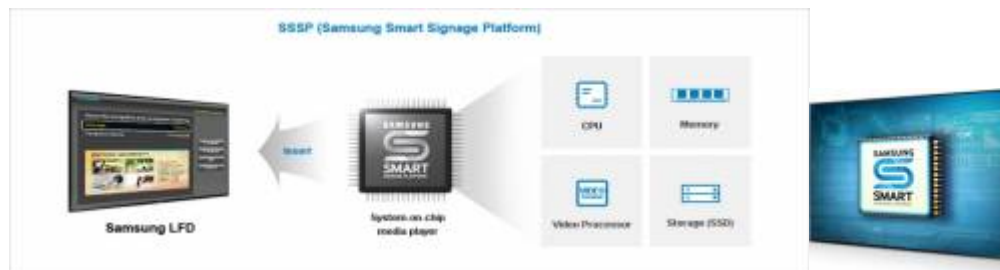 SSSP (Samsung Smart Signage Platform)
SAMSUNG
S
SMART
Insert
CPU
Memory
Samsung LFD
System-on-chip
media player
Video Processor
Storage (SSD)
VIDEO
SAMSUNG
S
SMART